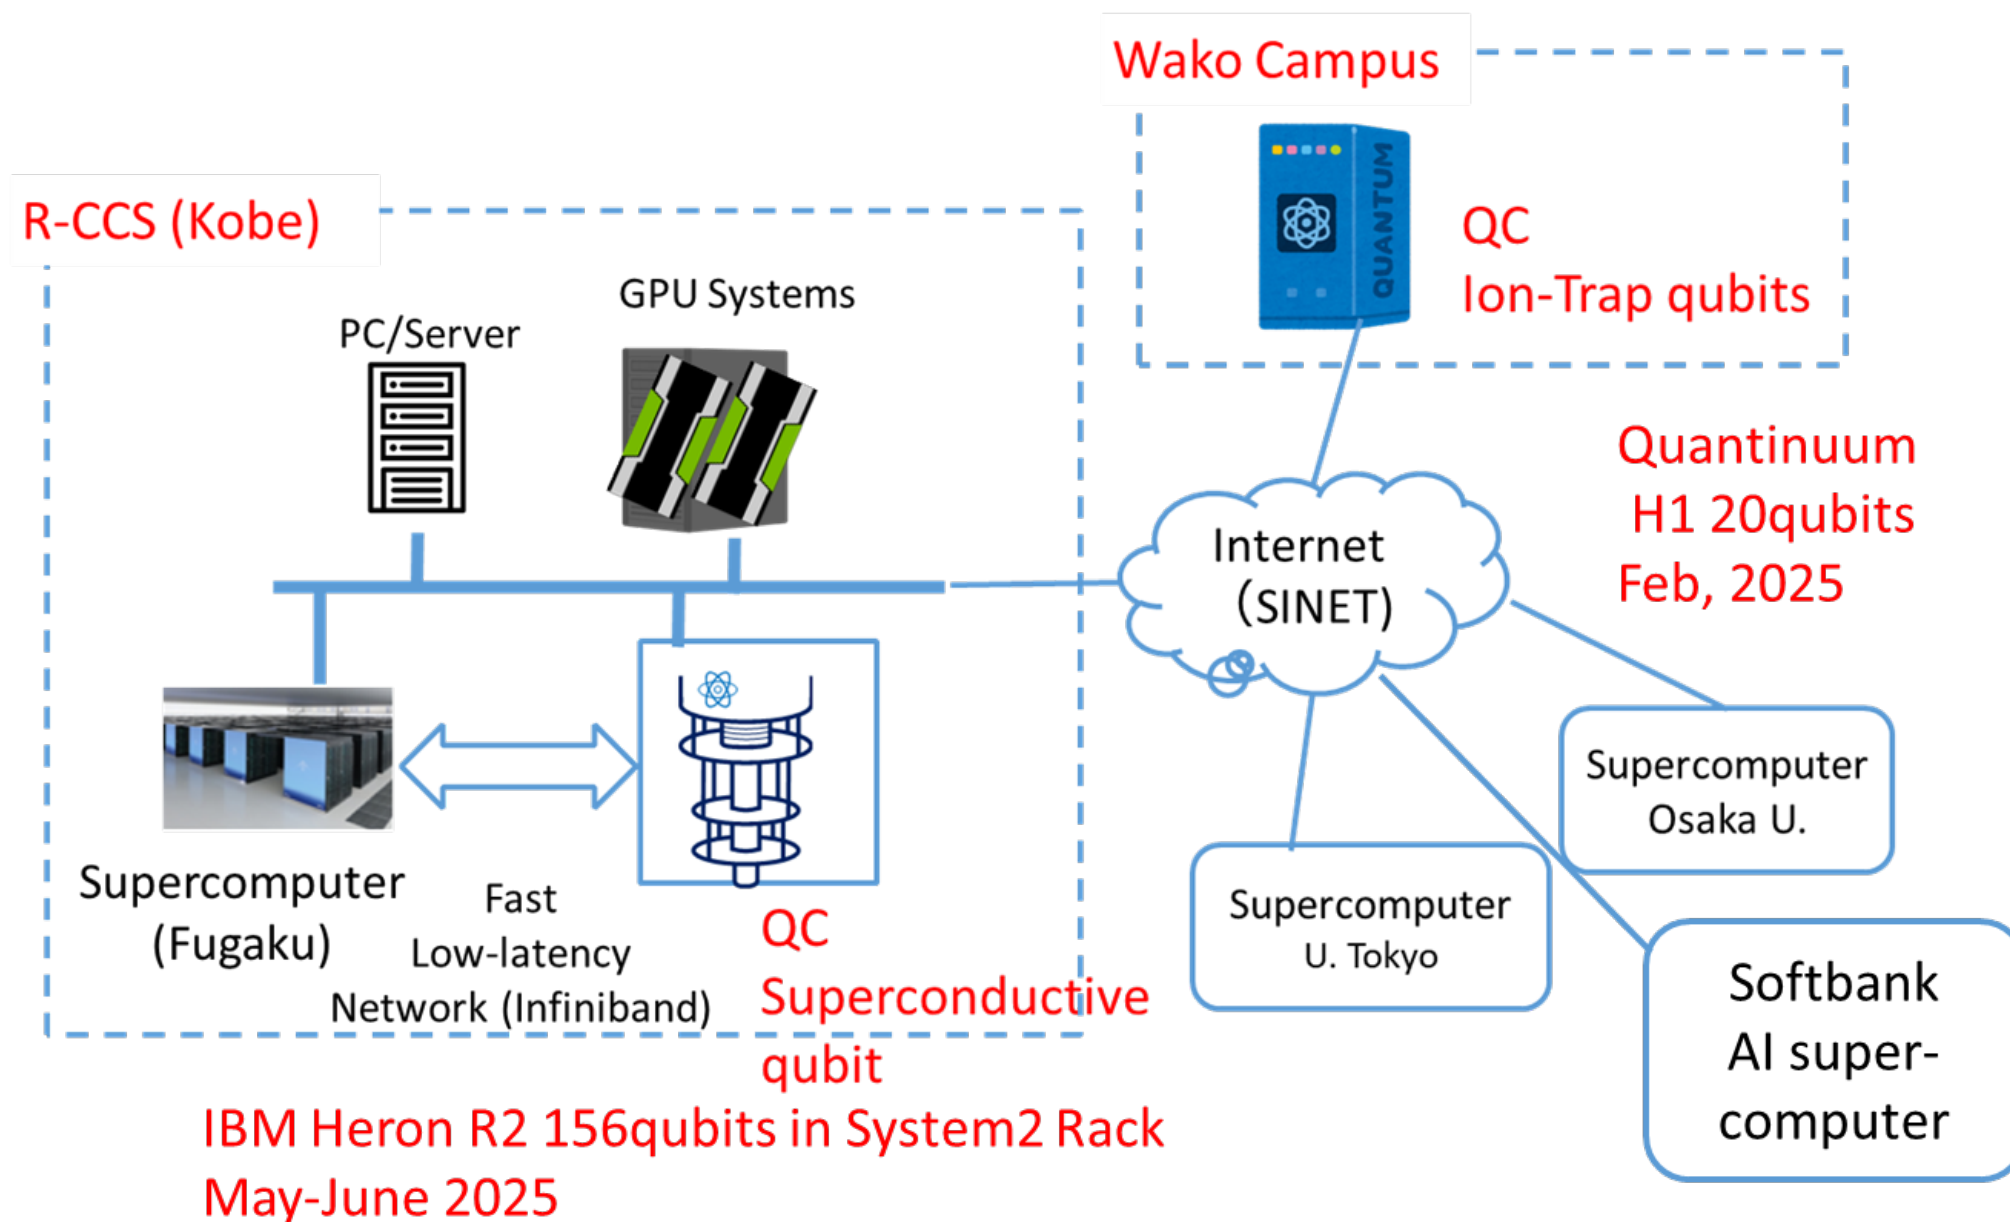 Wako Campus
QUANTUM
QC
Ion-Trap qubits
R-CCS (Kobe)
GPU Systems
PC/Server
Quantinuum
H1 20qubits
Feb, 2025
Internet
（SINET)
Supercomputer
(Fugaku)
Fast
Low-latency
Network (Infiniband)
QC
Superconductive
qubit
IBM Heron R2 156qubits in System2 Rack
May-June 2025
Supercomputer
Osaka U.
Supercomputer
U. Tokyo
Softbank
AI super-
computer